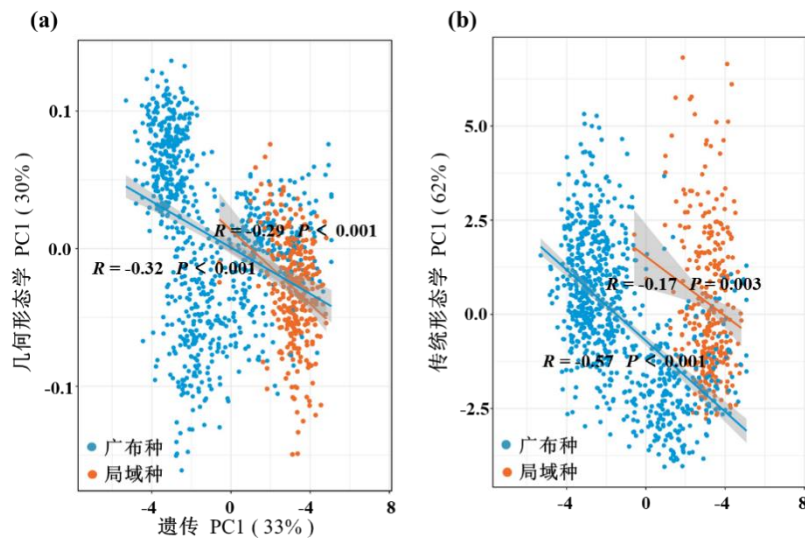 (a)
几何形态学 PC1 ( 30% )
0.1
0.0
-0.1
R = -0.29 P < 0.001
R = -0.32 P < 0.001
广布种
局域种
-4 0 -4 8
遗传 PC1 ( 33% )
(b)
传统形态学 PC1 ( 62% )
5.0
2.5
0.0
-2.5
R = -0.17 P = 0.003
R = -0.57 P < 0.001
广布种
局域种
-4 0 -4 8